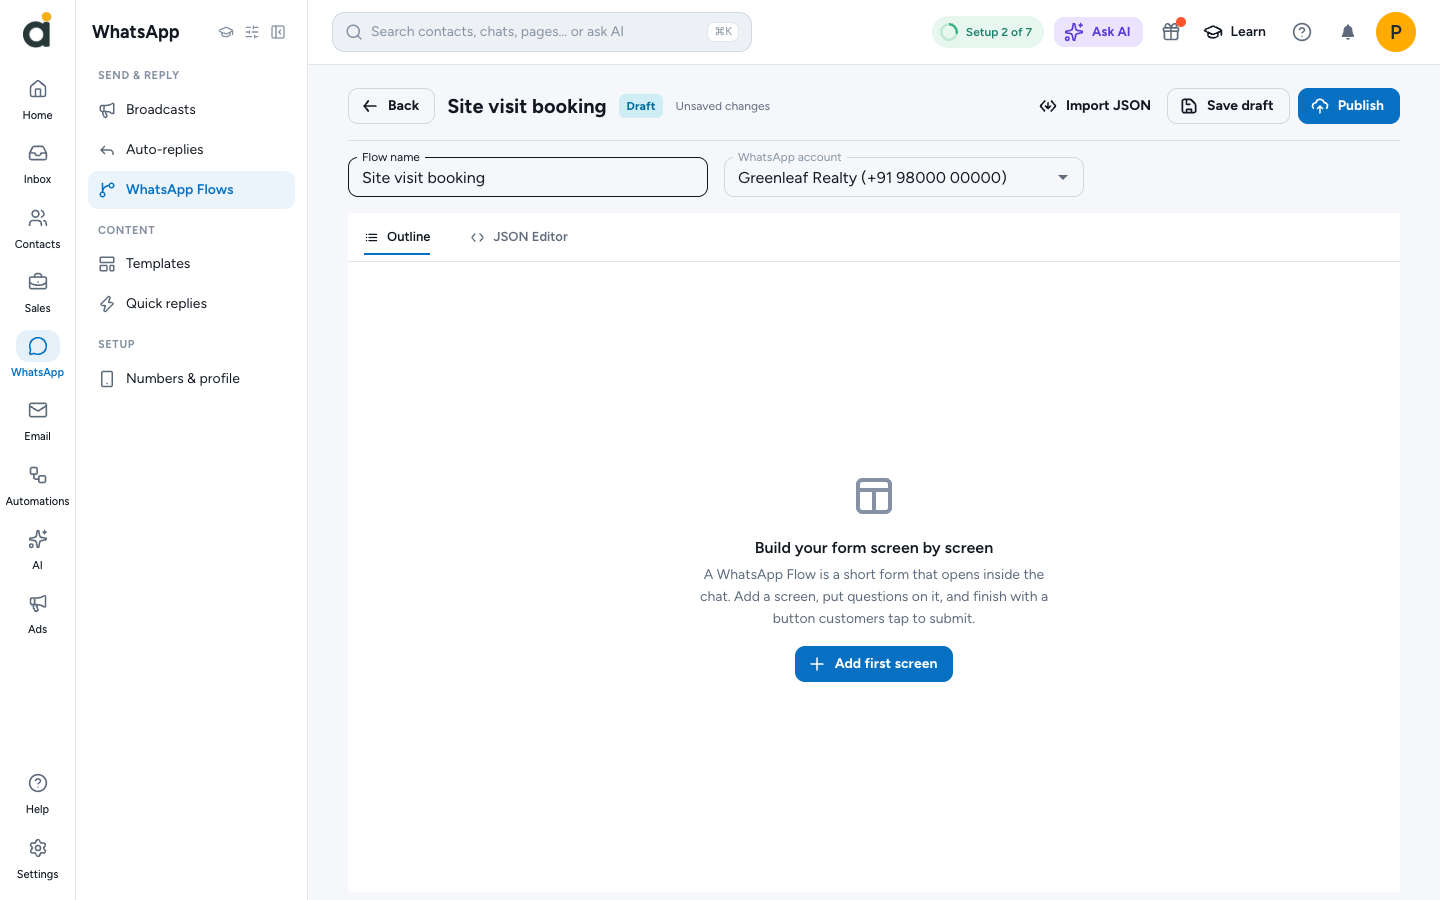 WhatsApp
Search contacts, chats, pages... or ask AI
⌘K
Setup 2 of 7
Ask AI
Learn
P
Home
Inbox
Contacts
Sales
WhatsApp
Email
Automations
AI
Ads
Help
Settings
SEND & REPLY
Broadcasts
Auto-replies
WhatsApp Flows
CONTENT
Templates
Quick replies
SETUP
Numbers & profile
Back
Site visit booking
Draft
Unsaved changes
Import JSON
Save draft
Publish
Flow name
Site visit booking
WhatsApp account
Greenleaf Realty (+91 98000 00000)
Outline
JSON Editor
Build your form screen by screen
A WhatsApp Flow is a short form that opens inside the
chat. Add a screen, put questions on it, and finish with a
button customers tap to submit.
Add first screen